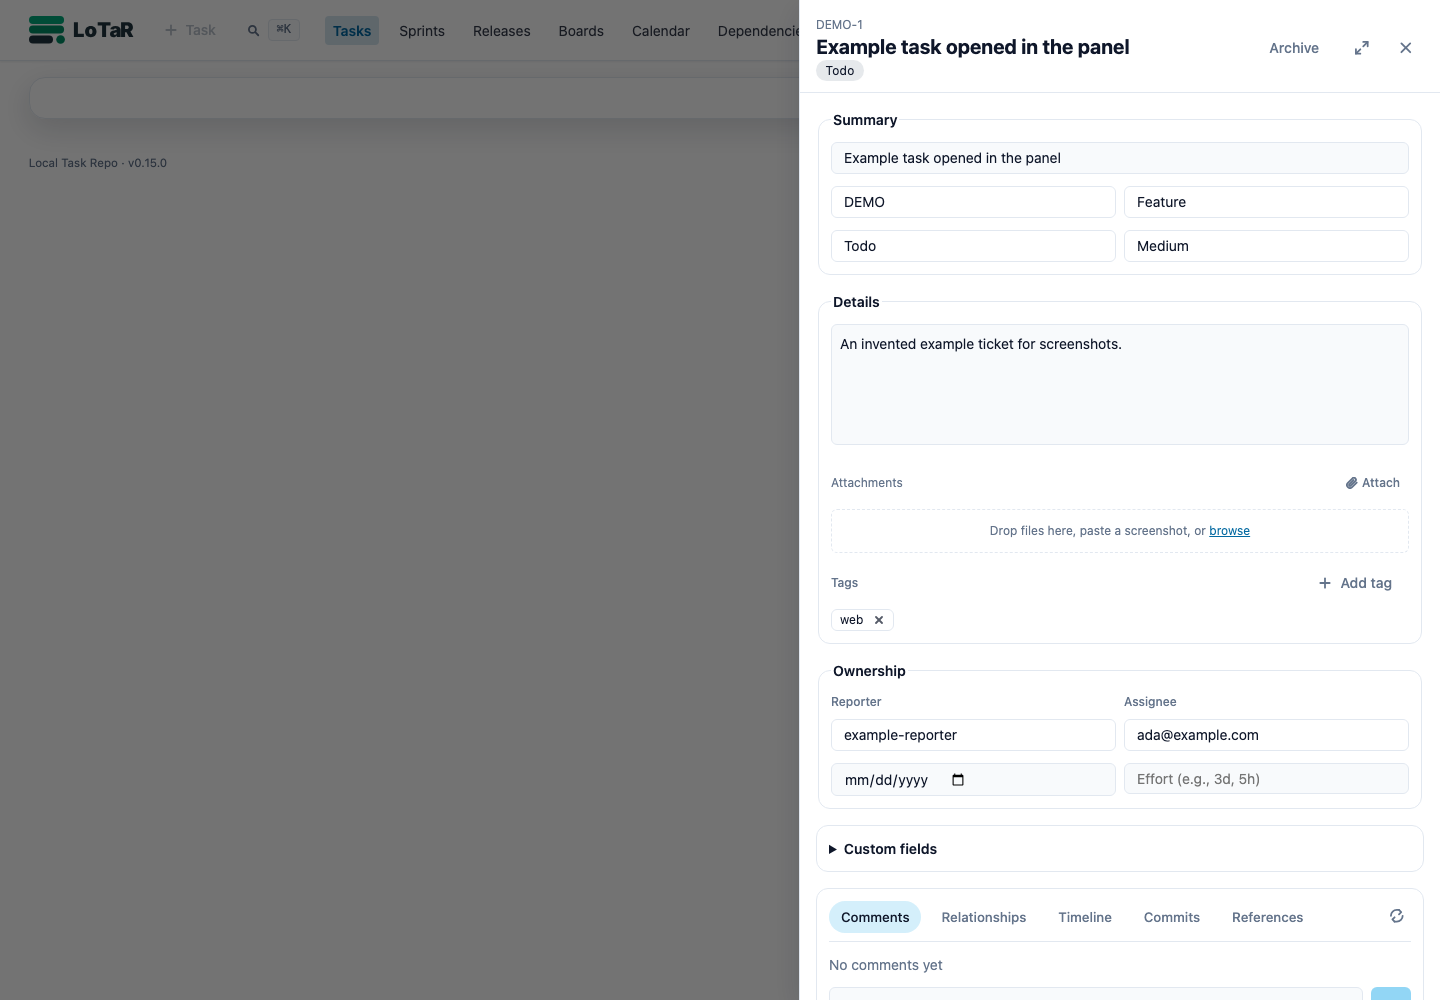 LoTaR
Task
⌘K
Tasks
Sprints
Releases
Boards
Calendar
Local Task Repo · v0.15.0
DEMO-1
Example task opened in the panel
Todo
Archive
Summary
Example task opened in the panel
DEMO
Feature
Todo
Medium
Details
An invented example ticket for screenshots.
Attachments
Attach
Drop files here, paste a screenshot, or browse
Tags
Add tag
web
Ownership
Reporter
Assignee
example-reporter
ada@example.com
mm/dd/yyyy
Effort (e.g., 3d, 5h)
Custom fields
Comments
Relationships
Timeline
Commits
References
No comments yet